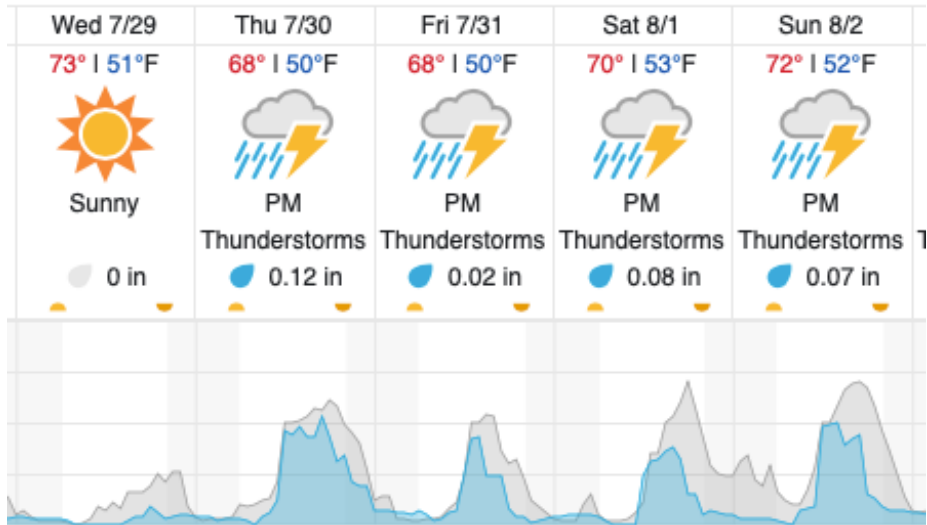 Wed 7/29 Thu 7/30 Fri 7/31 Sat 8/1 Sun 8/2
73° | 51°F 68° | 50°F 68° | 50°F 70° | 53°F 72° | 52°F
Sunny PM PM PM PM
Thunderstorms Thunderstorms Thunderstorms Thunderstorms T
0 in 0.12 in 0.02 in 0.08 in 0.07 in